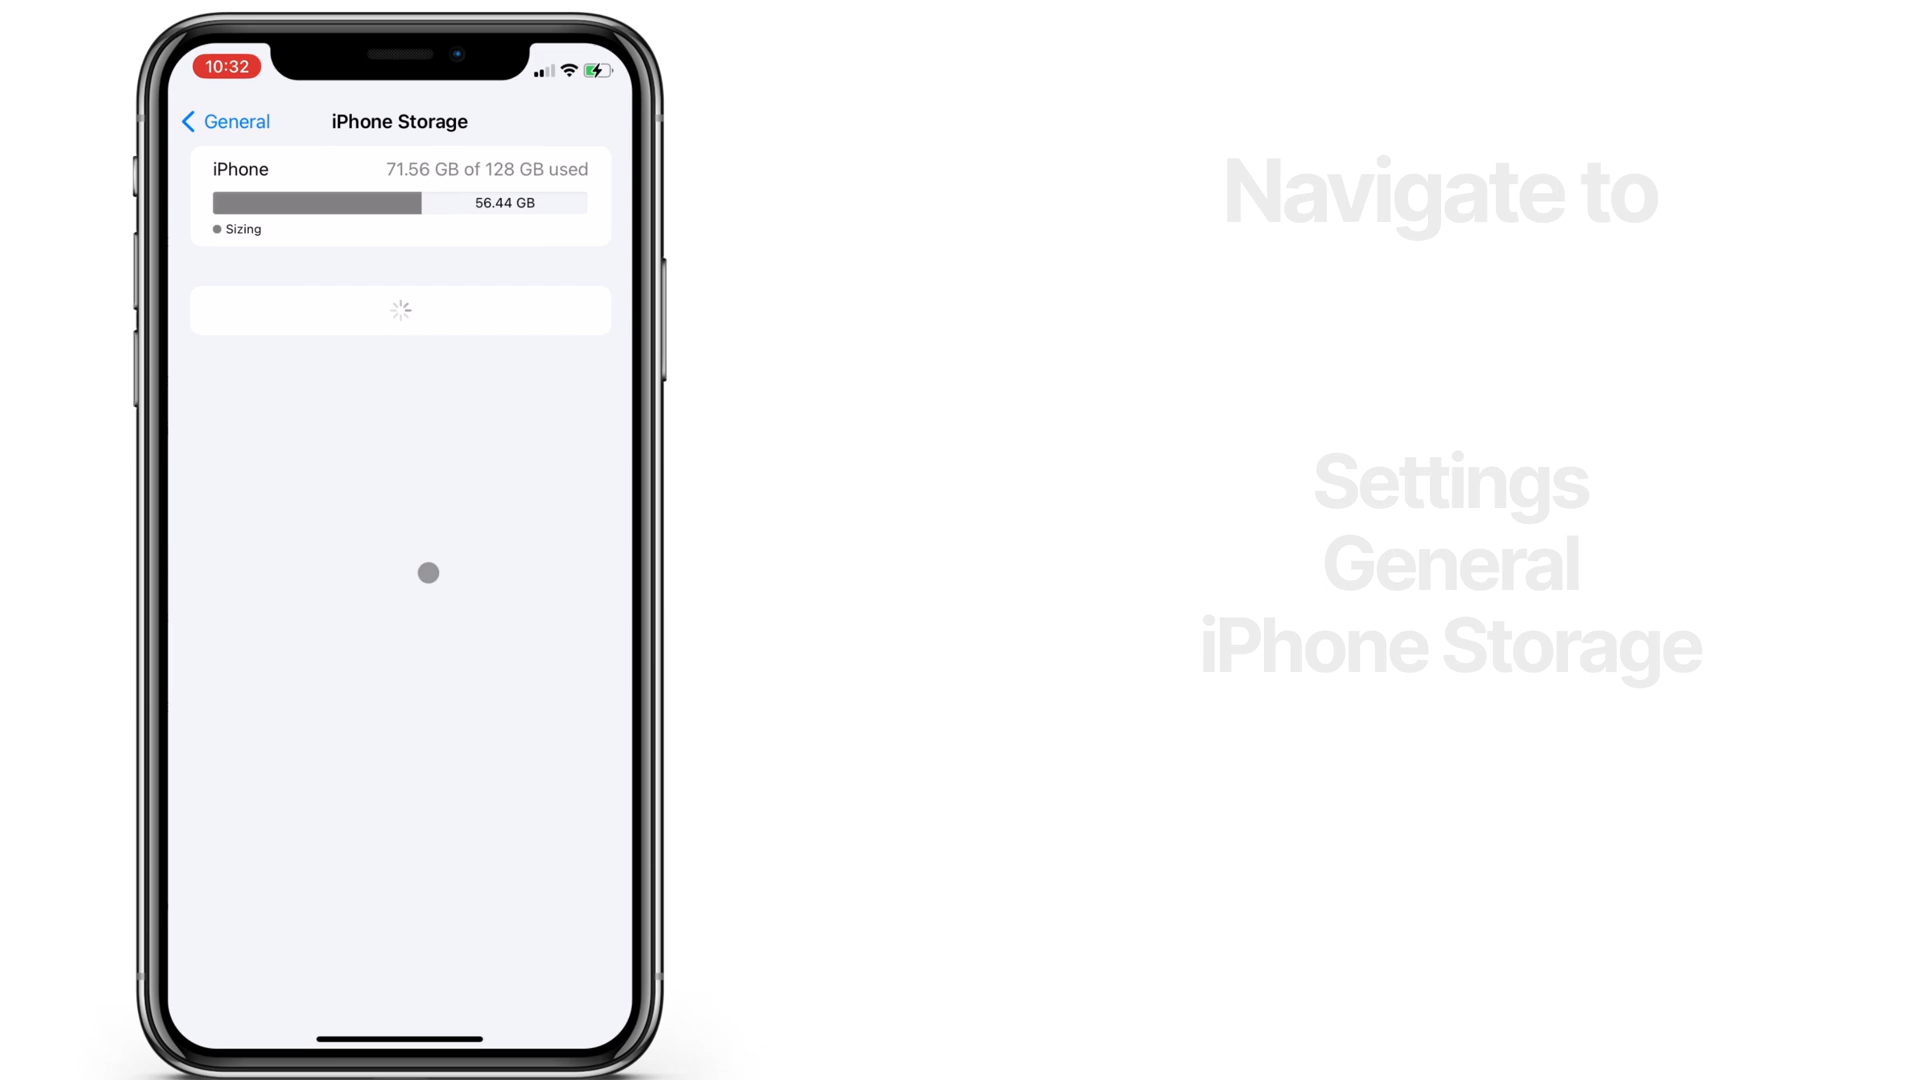 10:32
General
iPhone Storage
iPhone
71.56 GB of 128 GB used
56.44 GB
Sizing
Navigate to
Settings
General
iPhone Storage